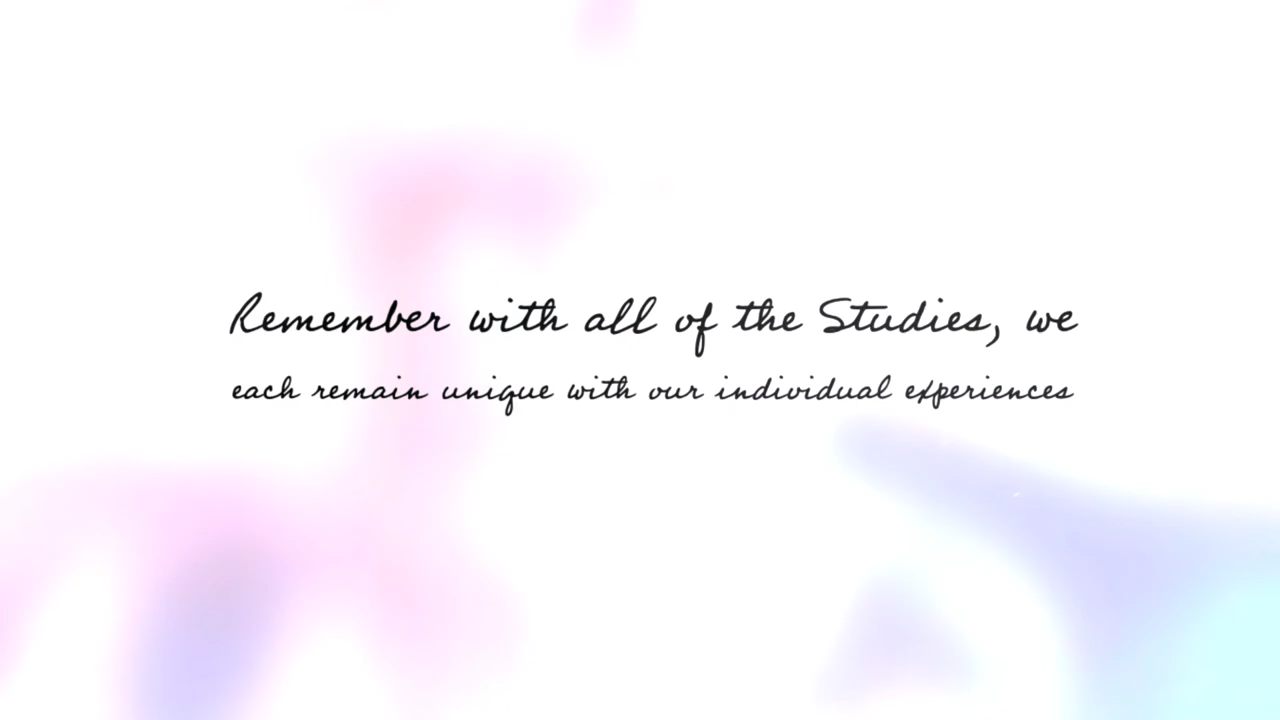 Remember with all of the Studies, we
each remain unique with our individual experiences